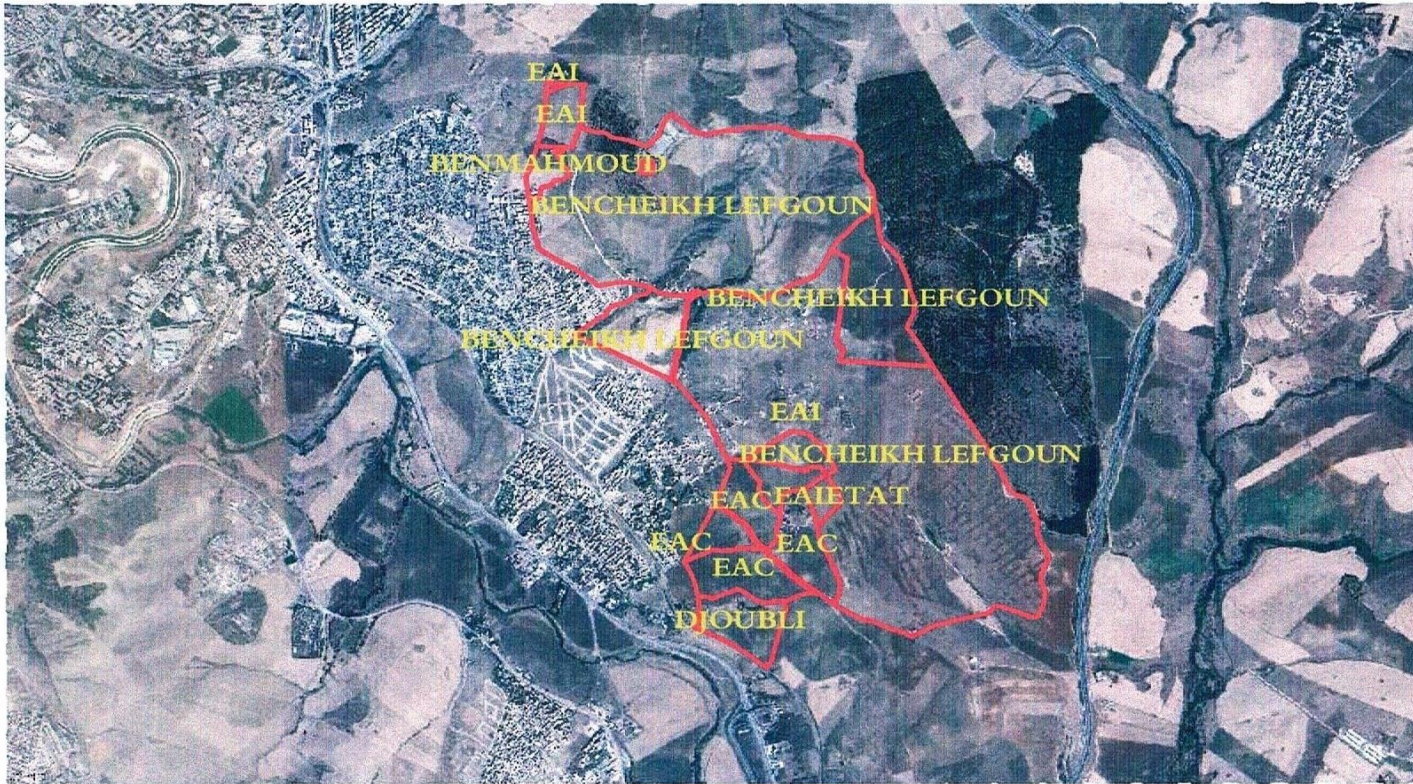 EAI
EAI
BENMAHMOUD
BENCHEIKH LEFGOUN
BENCHEIKH LEFGOUN
BENCHEIKH LEFGOUN
EAI
BENCHEIKH LEFGOUN
EAC EAIETAT
EAC EAC
EAC
DJOUBLI